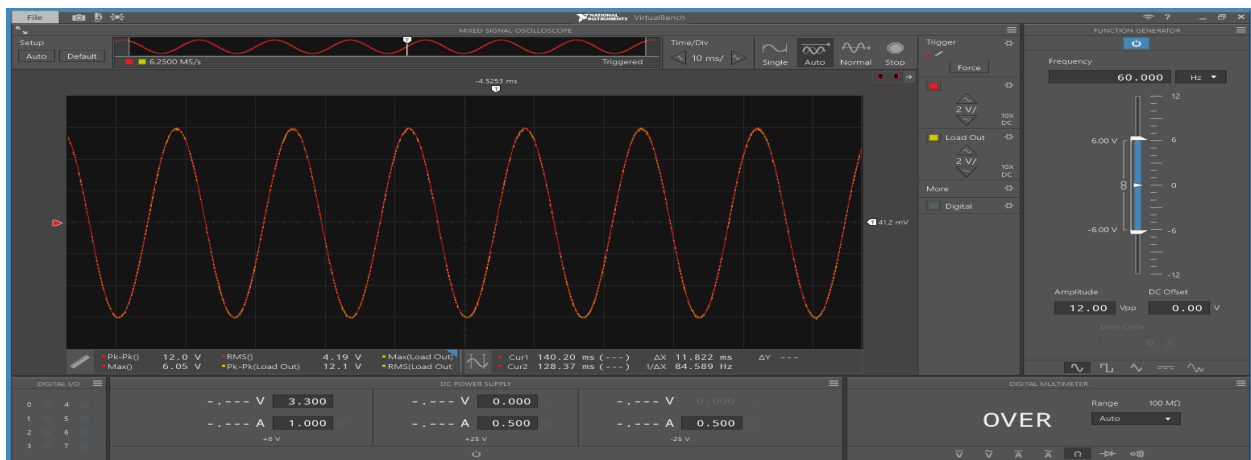 File
NATIONAL INSTRUMENTS VirtualBench
?
MIXED SIGNAL OSCILLOSCOPE
FUNCTION GENERATOR
Setup
Auto Default
6.2500 MS/s
Triggered
T
Time/Div
10 ms/
Single Auto Normal Stop
Trigger
Force
-4.5253 ms
T
2 V/
10X
DC
Load Out
2 V/
10X
DC
More
Digital
T 41.2 mV
Pk-Pk() 12.0 V RMS() 4.19 V Max(Load Out)
Max() 6.05 V Pk-Pk(Load Out) 12.1 V RMS(Load Out)
Cur1 140.20 ms (---) ΔX 11.822 ms ΔY ---
Cur2 128.37 ms (---) 1/ΔX 84.589 Hz
Frequency
60.000 Hz
12
6.00 V 6
0
-6.00 V -6
-12
Amplitude DC Offset
12.00 Vpp 0.00 V
Duty Cycle
%
DIGITAL I/O
0 4
1 5
2 6
3 7
DC POWER SUPPLY
-.--- V 3.300 -.--- V 0.000 -.--- V 0.000
-.--- A 1.000 -.--- A 0.500 -.--- A 0.500
+6 V +25 V -25 V
DIGITAL MULTIMETER
OVER
Range 100 MΩ
Auto
V V A A Ω